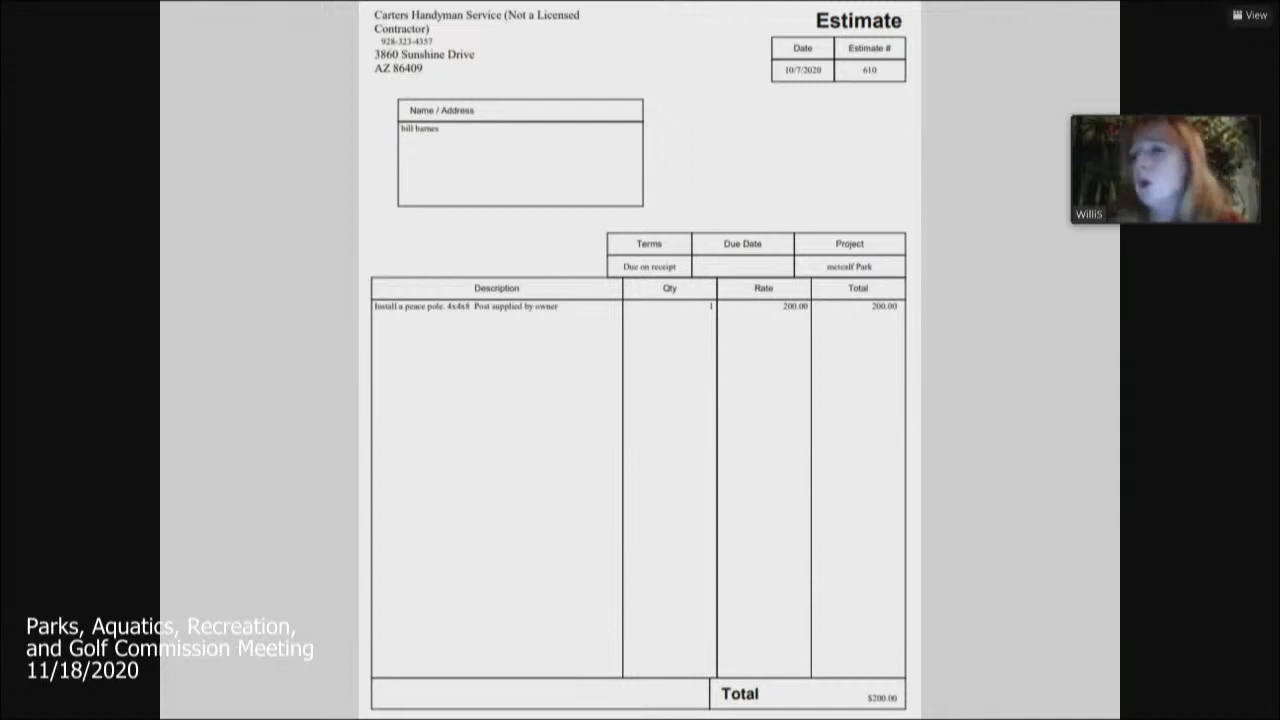 Carters Handyman Service (Not a Licensed
Contractor)
928-323-4357
3860 Sunshine Drive
AZ 86409
Estimate
Date Estimate #
10/7/2020 610
Name / Address
bill barnes
Terms Due Date Project
Due on receipt metcalf Park
Description Qty Rate Total
Install a peace pole. 4x4x8 Post supplied by owner 1 200.00 200.00
Total $200.00
View
WilliS
Parks, Aquatics, Recreation,
and Golf Commission Meeting
11/18/2020